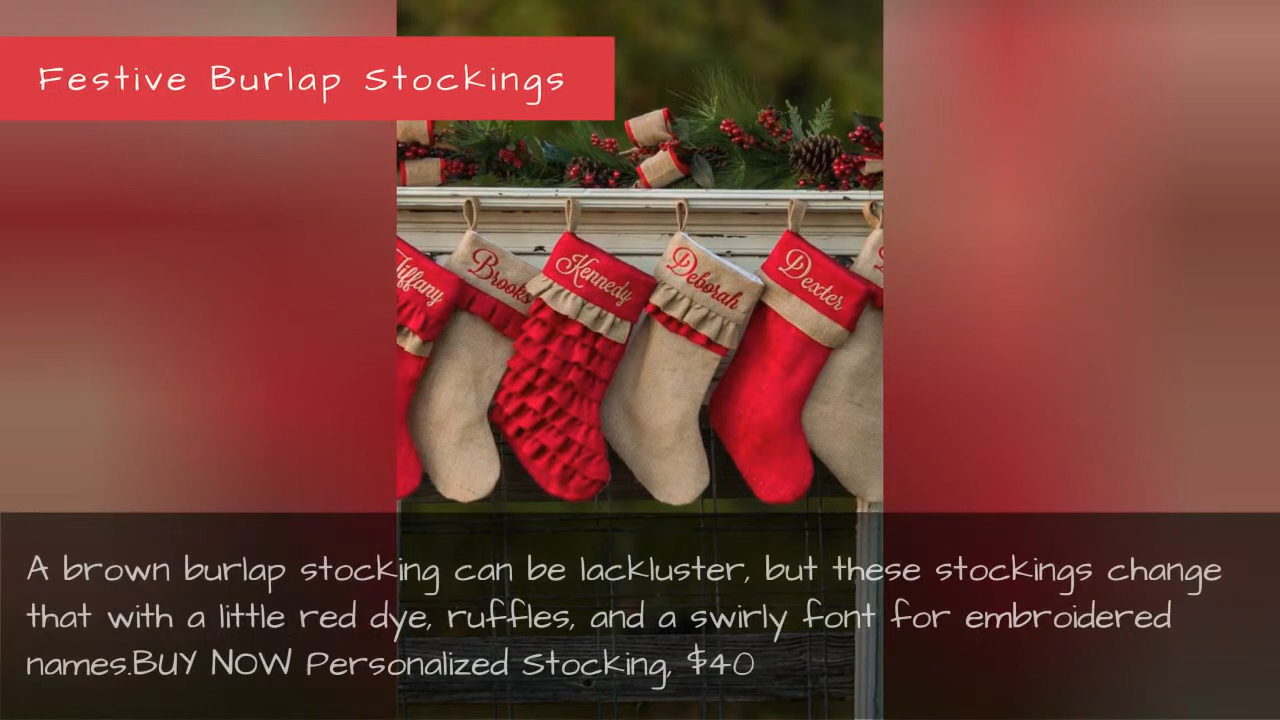 Festive Burlap Stockings
Tiffany
Brooks
Kennedy
Deborah
Dexter
A brown burlap stocking can be lackluster, but these stockings change
that with a little red dye, ruffles, and a swirly font for embroidered
names.BUY NOW Personalized Stocking, $40